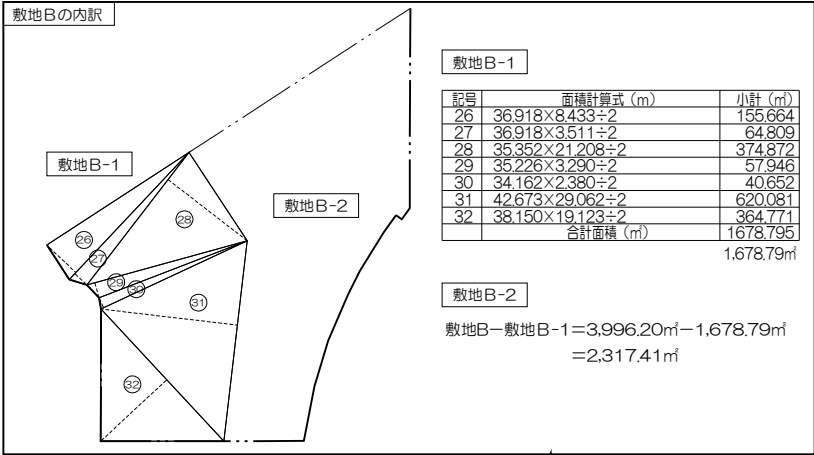 敷地Bの内訳
敷地B-1
敷地B-2
㉖
㉗
㉘
㉙
㉚
㉛
㉜
敷地B-1
記号 面積計算式（m） 小計（㎡）
26 36.918×8.433÷2 155.664
27 36.918×3.511÷2 64.809
28 35.352×21.208÷2 374.872
29 35.226×3.290÷2 57.946
30 34.162×2.380÷2 40.652
31 42.673×29.062÷2 620.081
32 38.150×19.123÷2 364.771
合計面積（㎡） 1678.795
1,678.79㎡
敷地B-2
敷地B－敷地B-1＝3,996.20㎡－1,678.79㎡
＝2,317.41㎡